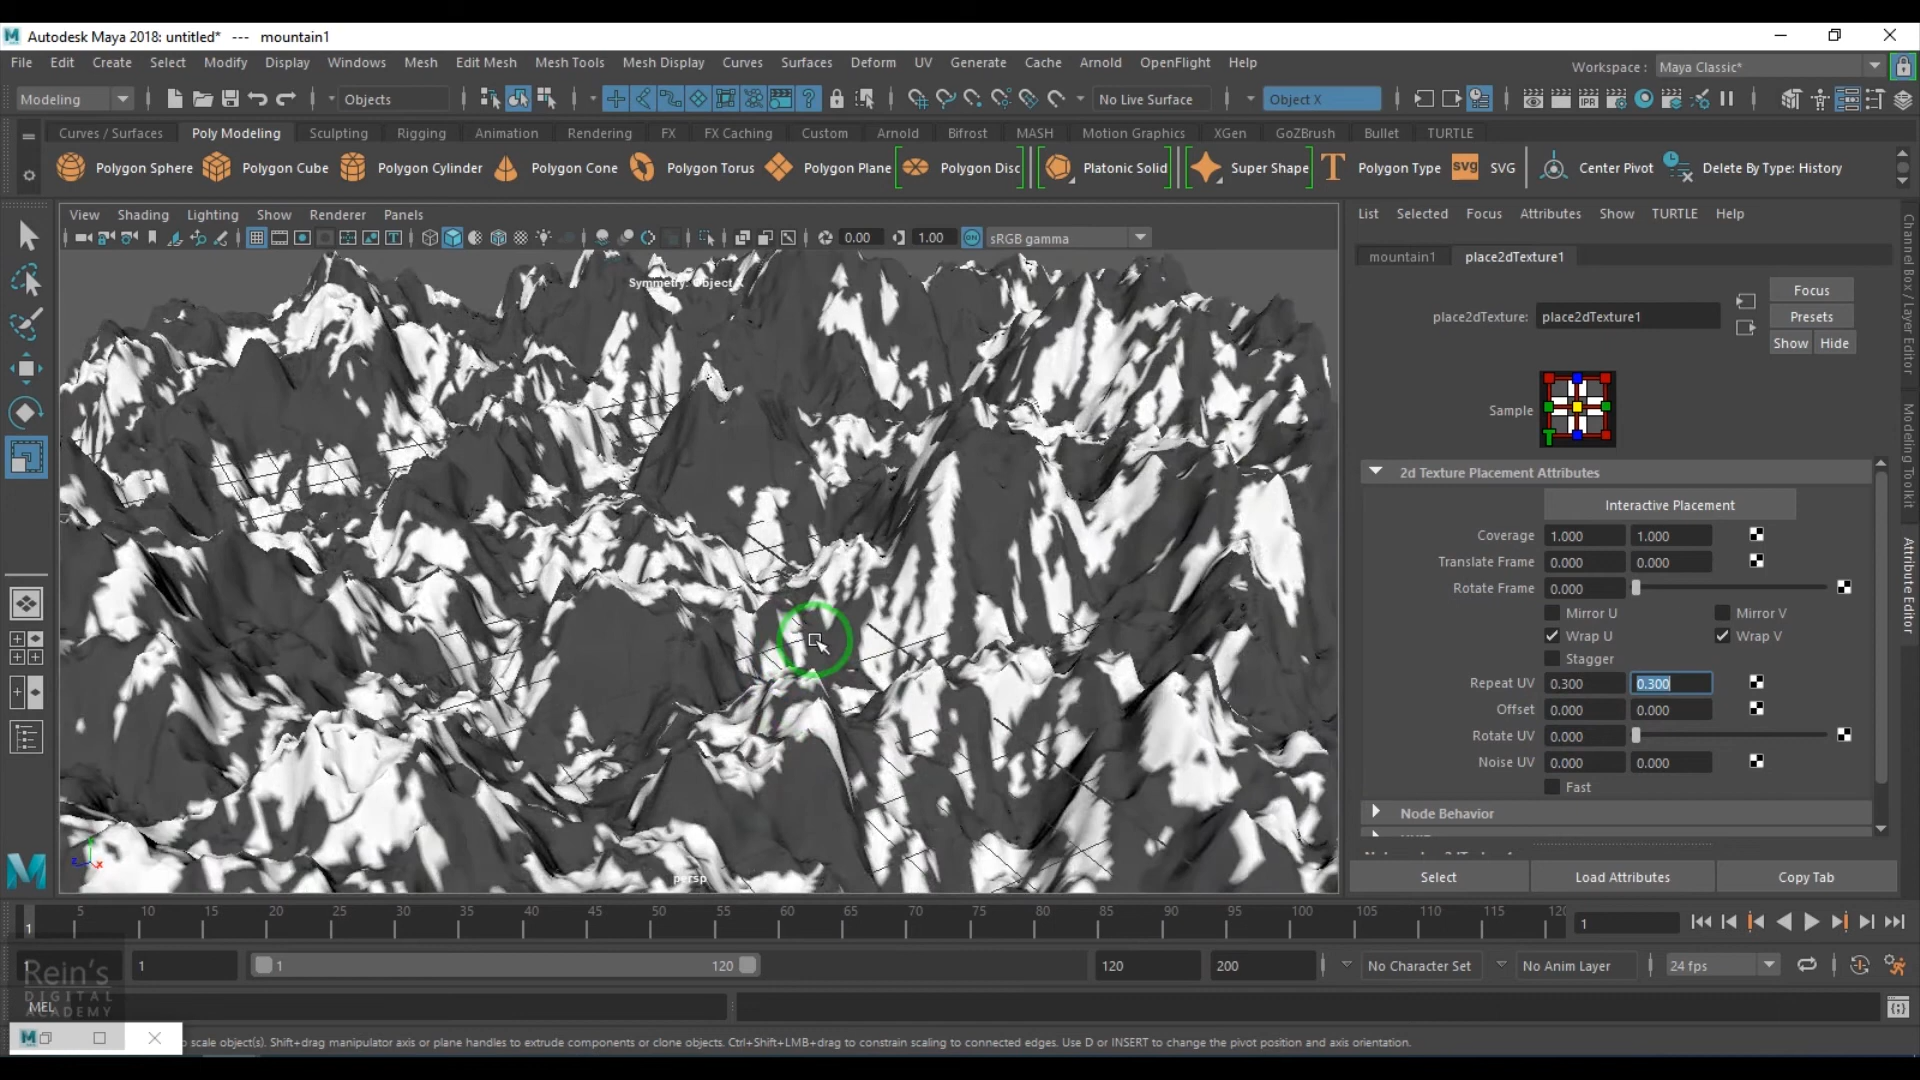 Autodesk Maya 2018: untitled* --- mountain1
File Edit Create Select Modify Display Windows Mesh Edit Mesh Mesh Tools Mesh Display Curves Surfaces Deform UV Generate Cache Arnold OpenFlight Help Workspace : Maya Classic*
Modeling Objects No Live Surface Object X IPR
Curves / Surfaces Poly Modeling Sculpting Rigging Animation Rendering FX FX Caching Custom Arnold Bifrost MASH Motion Graphics XGen GoZBrush Bullet TURTLE
Polygon Sphere Polygon Cube Polygon Cylinder Polygon Cone Polygon Torus Polygon Plane Polygon Disc Platonic Solid Super Shape T Polygon Type svg SVG Center Pivot Delete By Type: History
View Shading Lighting Show Renderer Panels
0.00 1.00 ON sRGB gamma
Symmetry: Object X
persp
List Selected Focus Attributes Show TURTLE Help
mountain1 place2dTexture1
place2dTexture: place2dTexture1
Focus
Presets
Show Hide
Sample
2d Texture Placement Attributes
Interactive Placement
Coverage 1.000 1.000
Translate Frame 0.000 0.000
Rotate Frame 0.000
Mirror U Mirror V
Wrap U Wrap V
Stagger
Repeat UV 0.300 0.300
Offset 0.000 0.000
Rotate UV 0.000
Noise UV 0.000 0.000
Fast
Node Behavior
Select Load Attributes Copy Tab
Channel Box / Layer Editor
Modeling Toolkit
Attribute Editor
5 10 15 20 25 30 35 40 45 50 55 60 65 70 75 80 85 90 95 100 105 110 115 120
1 1
1 1 1 120 120 200 No Character Set No Anim Layer 24 fps
Rein's
DIGITAL
ACADEMY
MEL
scale object(s). Shift+drag manipulator axis or plane handles to extrude components or clone objects. Ctrl+Shift+LMB+drag to constrain scaling to connected edges. Use D or INSERT to change the pivot position and axis orientation.